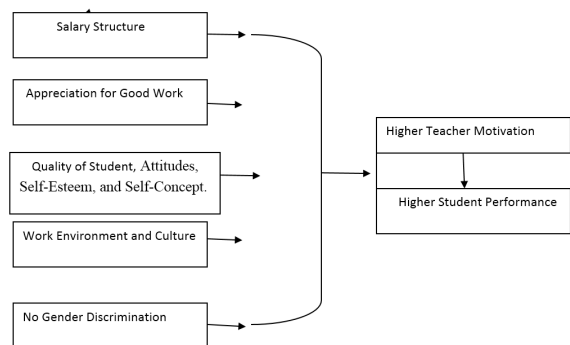 Salary Structure
Appreciation for Good Work
Quality of Student, Attitudes,
Self-Esteem, and Self-Concept.
Work Environment and Culture
No Gender Discrimination
Higher Teacher Motivation
Higher Student Performance